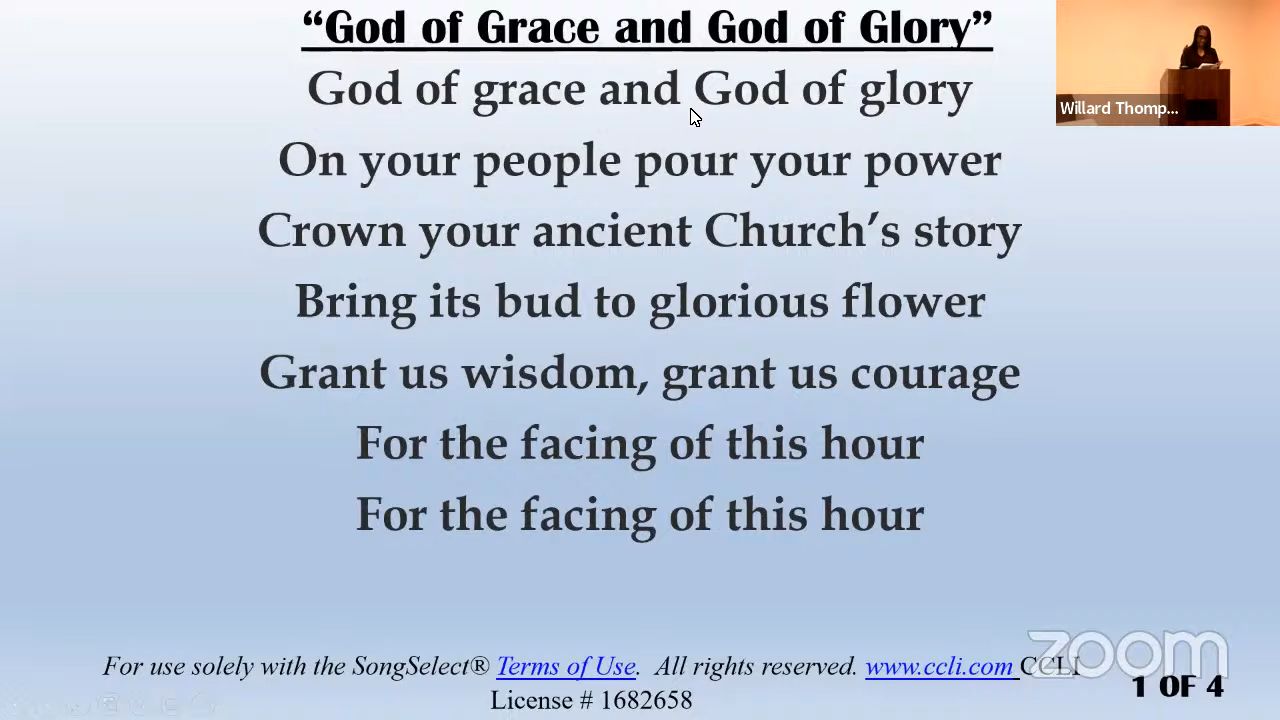 “God of Grace and God of Glory”
God of grace and God of glory
On your people pour your power
Crown your ancient Church’s story
Bring its bud to glorious flower
Grant us wisdom, grant us courage
For the facing of this hour
For the facing of this hour
Willard Thomp...
For use solely with the SongSelect® Terms of Use. All rights reserved. www.ccli.com CCLI
License # 1682658
zoom
1 OF 4